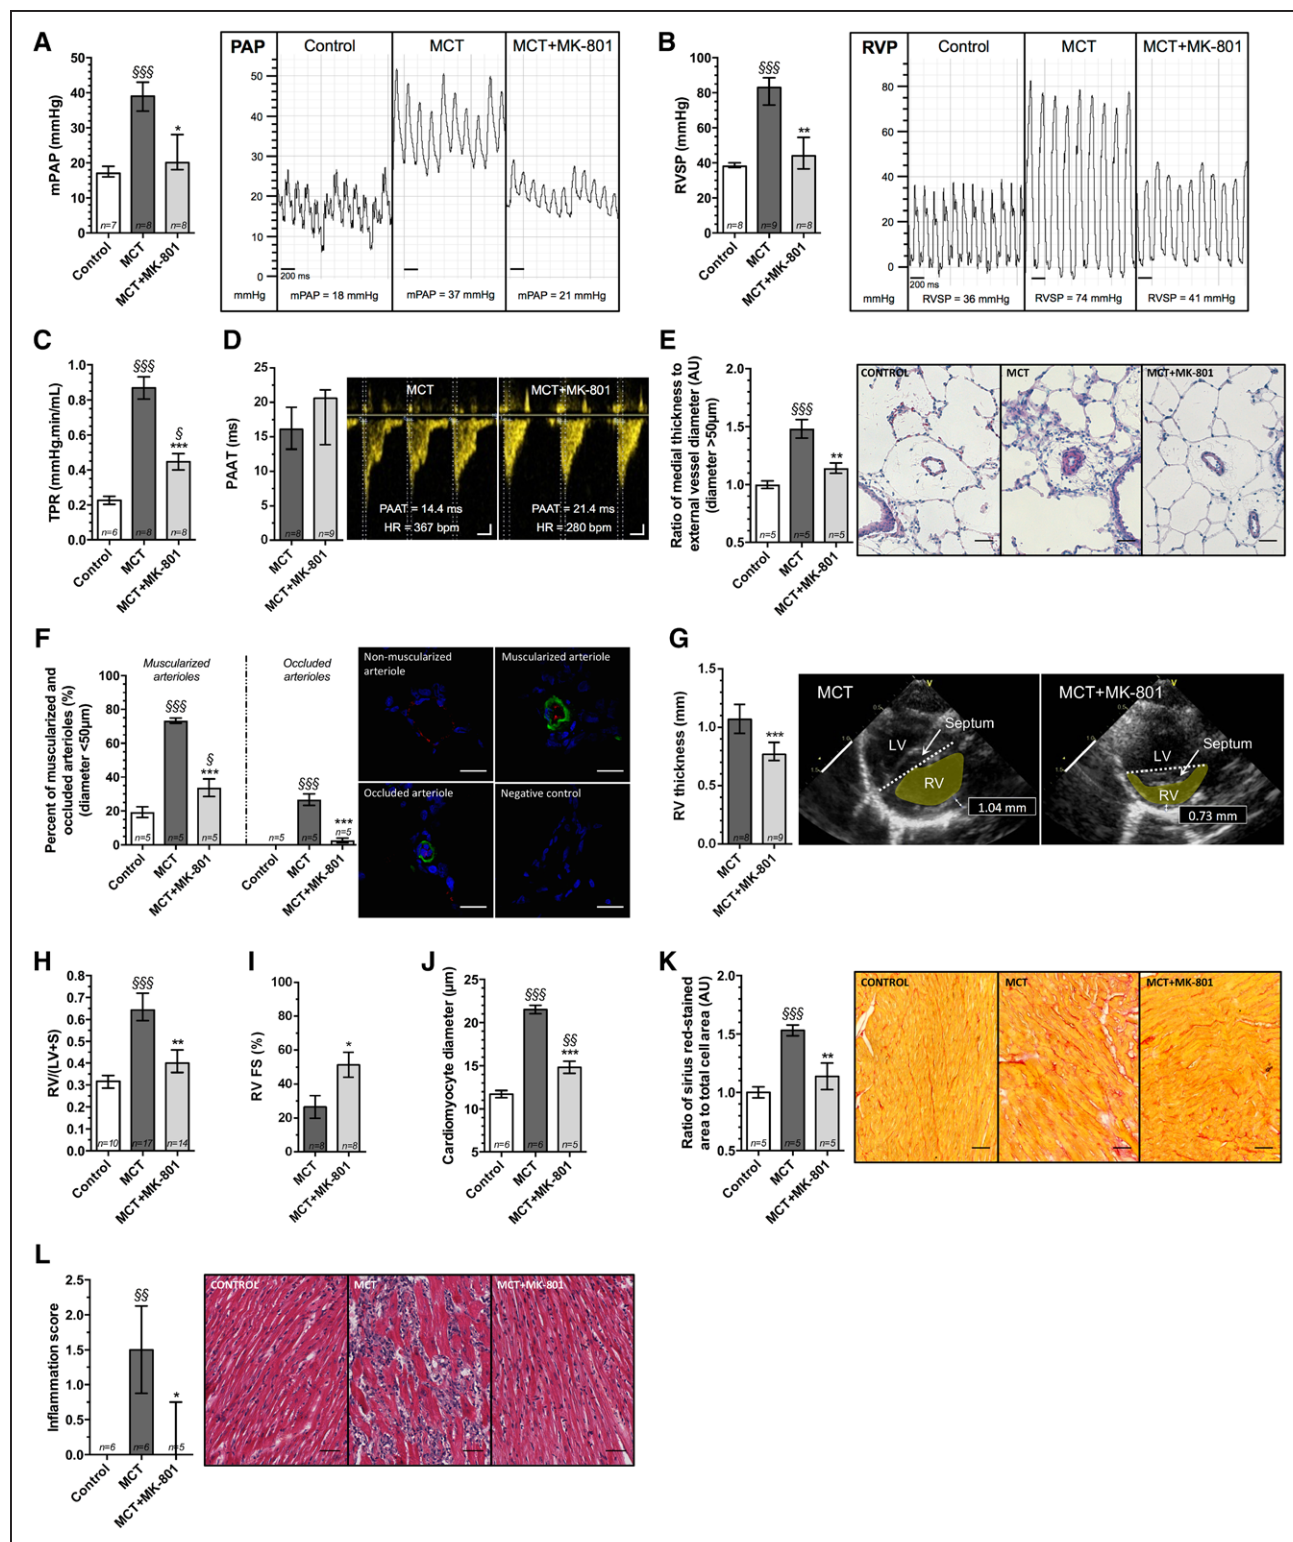 A
mPAP (mmHg)
50
40
30
20
10
0
§§§
*
n=7
n=8
n=8
Control
MCT
MCT+MK-801
PAP
Control
MCT
MCT+MK-801
50
40
30
20
10
0
200 ms
mmHg
mPAP = 18 mmHg
mPAP = 37 mmHg
mPAP = 21 mmHg
B
RVSP (mmHg)
100
80
60
40
20
0
§§§
**
n=8
n=9
n=8
Control
MCT
MCT+MK-801
RVP
Control
MCT
MCT+MK-801
80
60
40
20
0
200 ms
mmHg
RVSP = 36 mmHg
RVSP = 74 mmHg
RVSP = 41 mmHg
C
TPR (mmHg.min/mL)
1.0
0.8
0.6
0.4
0.2
0.0
§§§
§
***
n=6
n=8
n=8
Control
MCT
MCT+MK-801
D
PAAT (ms)
25
20
15
10
5
0
n=8
n=9
MCT
MCT+MK-801
MCT
PAAT = 14.4 ms
HR = 367 bpm
MCT+MK-801
PAAT = 21.4 ms
HR = 280 bpm
E
Ratio of medial thickness to
external vessel diameter (AU)
(diameter >50µm)
2.0
1.5
1.0
0.5
§§§
**
n=5
n=5
n=5
Control
MCT
MCT+MK-801
CONTROL
MCT
MCT+MK-801
F
Percent of muscularized and
occluded arterioles (%)
(diameter <50µm)
100
80
60
40
20
0
Muscularized
arterioles
Occluded
arterioles
§§§
§
***
§§§
***
n=5
n=5
n=5
n=5
n=5
n=5
Control
MCT
MCT+MK-801
Control
MCT
MCT+MK-801
Non-muscularized
arteriole
Muscularized arteriole
Occluded arteriole
Negative control
G
RV thickness (mm)
1.5
1.0
0.5
0.0
***
n=8
n=9
MCT
MCT+MK-801
MCT
V
Septum
LV
RV
1.04 mm
MCT+MK-801
V
Septum
LV
RV
0.73 mm
H
RV/(LV+S)
0.8
0.7
0.6
0.5
0.4
0.3
0.2
0.1
0.0
§§§
**
n=10
n=17
n=14
Control
MCT
MCT+MK-801
I
RV FS (%)
100
80
60
40
20
0
*
n=8
n=8
MCT
MCT+MK-801
J
Cardiomyocyte diameter (µm)
25
20
15
10
5
§§§
§§
***
n=6
n=6
n=5
Control
MCT
MCT+MK-801
K
Ratio of sirius red-stained
area to total cell area (AU)
2.0
1.5
1.0
0.5
§§§
**
n=5
n=5
n=5
Control
MCT
MCT+MK-801
CONTROL
MCT
MCT+MK-801
L
Inflammation score
2.5
2.0
1.5
1.0
0.5
0.0
§§
*
n=6
n=6
n=5
Control
MCT
MCT+MK-801
CONTROL
MCT
MCT+MK-801